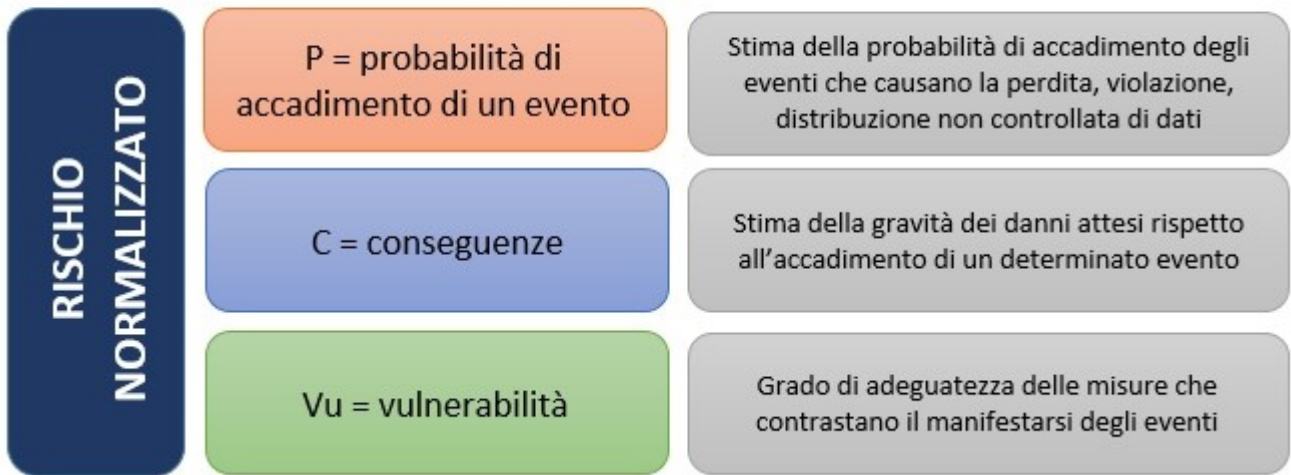 RISCHIO
NORMALIZZATO
P = probabilità di
accadimento di un evento
Stima della probabilità di accadimento degli
eventi che causano la perdita, violazione,
distribuzione non controllata di dati
C = conseguenze
Stima della gravità dei danni attesi rispetto
all’accadimento di un determinato evento
Vu = vulnerabilità
Grado di adeguatezza delle misure che
contrastano il manifestarsi degli eventi